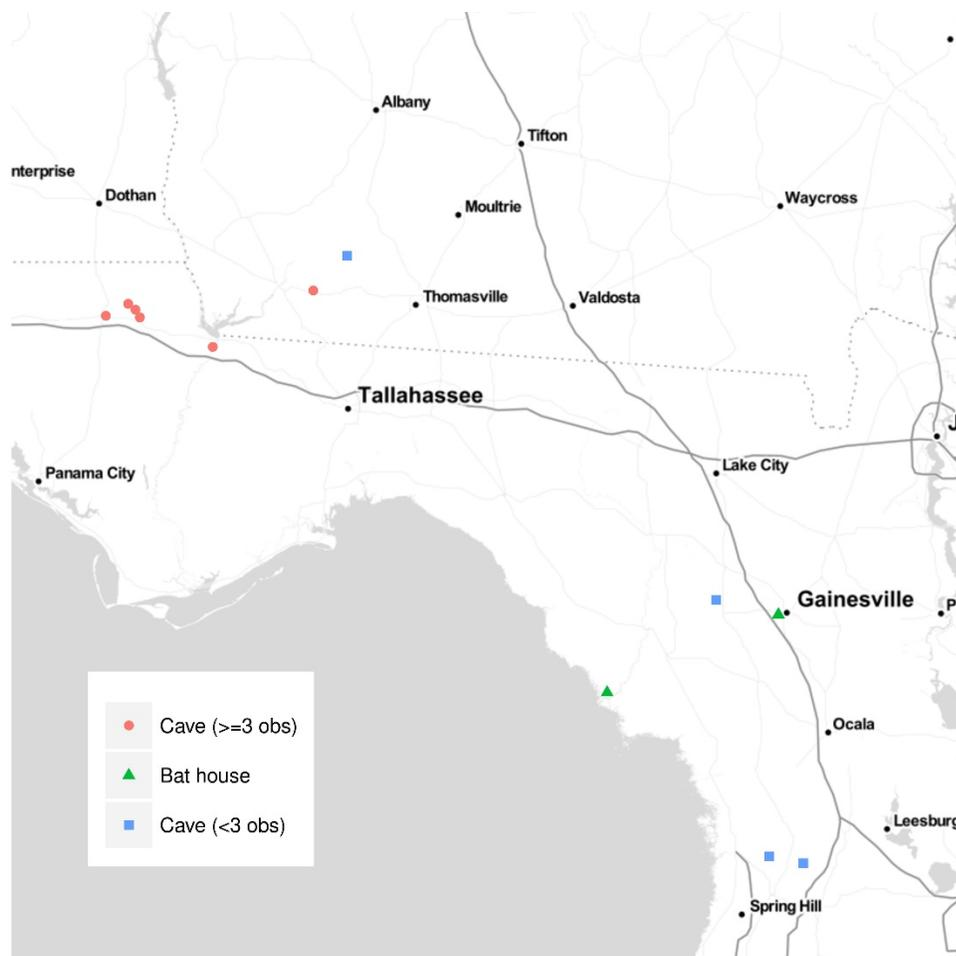 Albany
Tifton
nterprise
Dothan
Waycross
Moultrie
Thomasville
Valdosta
Tallahassee
J
Lake City
Panama City
Gainesville
P
Ocala
Cave (>=3 obs)
Bat house
Cave (<3 obs)
Leesburg
Spring Hill